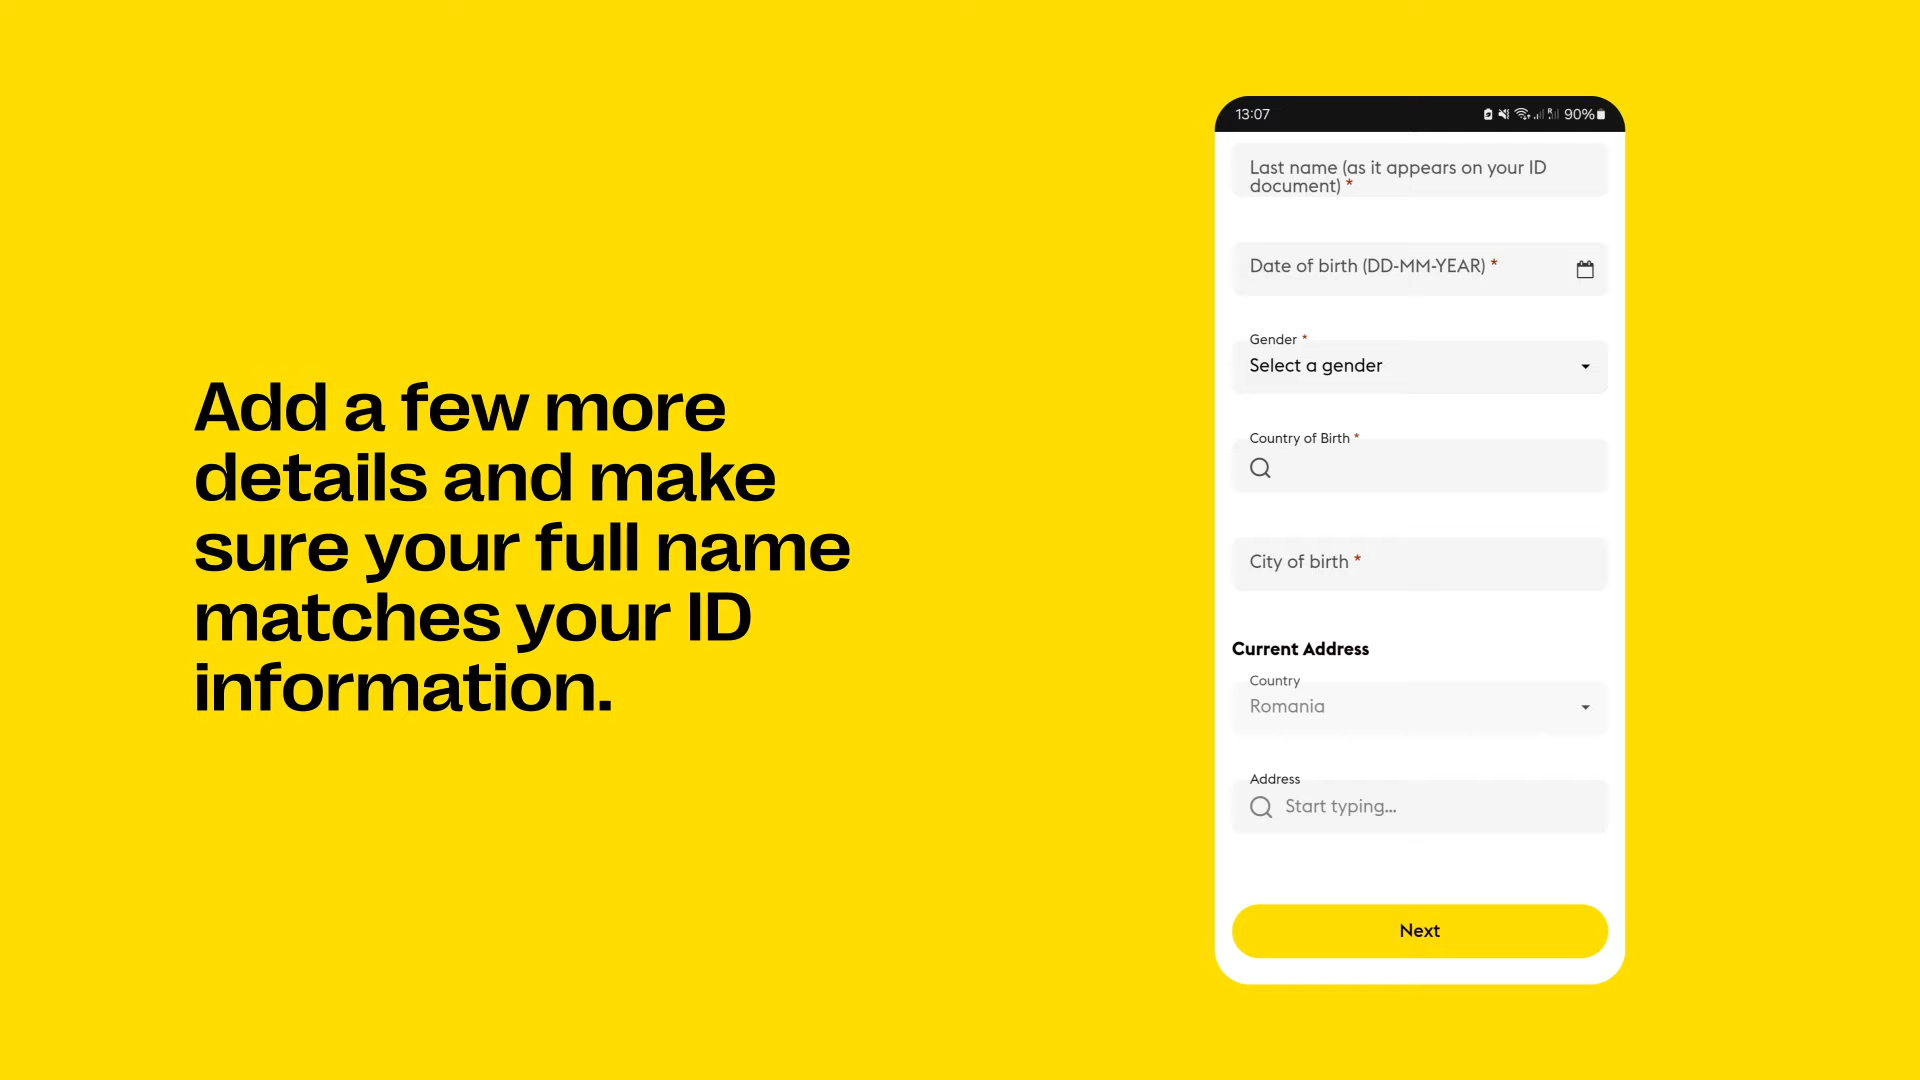 Add a few more
details and make
sure your full name
matches your ID
information.
13:07
90%
Last name (as it appears on your ID
document) *
Date of birth (DD-MM-YEAR) *
Gender *
Select a gender
Country of Birth *
City of birth *
Current Address
Country
Romania
Address
Start typing...
Next